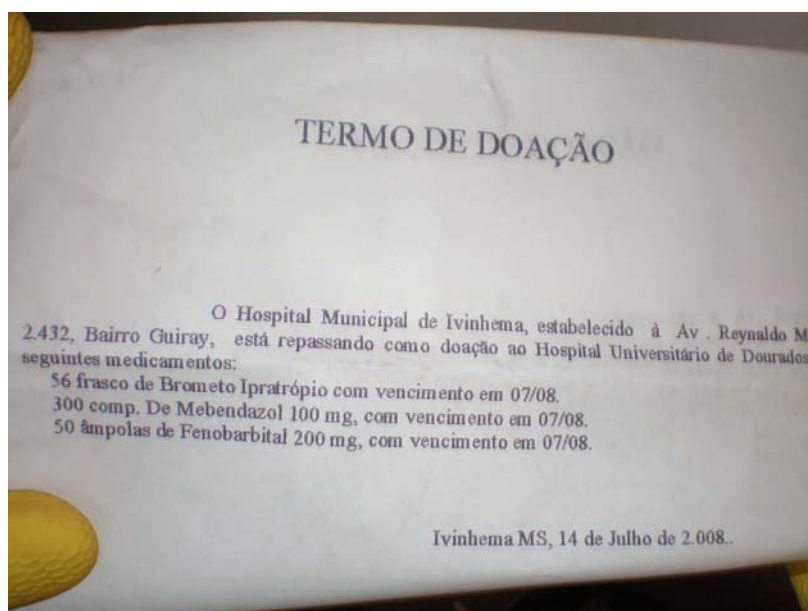 TERMO DE DOAÇÃO
O Hospital Municipal de Ivinhema, estabelecido à Av . Reynaldo M
2.432, Bairro Guiray, está repassando como doação ao Hospital Universitário de Dourados
seguintes medicamentos:
56 frasco de Brometo Ipratrópio com vencimento em 07/08.
300 comp. De Mebendazol 100 mg, com vencimento em 07/08.
50 âmpolas de Fenobarbital 200 mg, com vencimento em 07/08.
Ivinhema MS, 14 de Julho de 2.008..